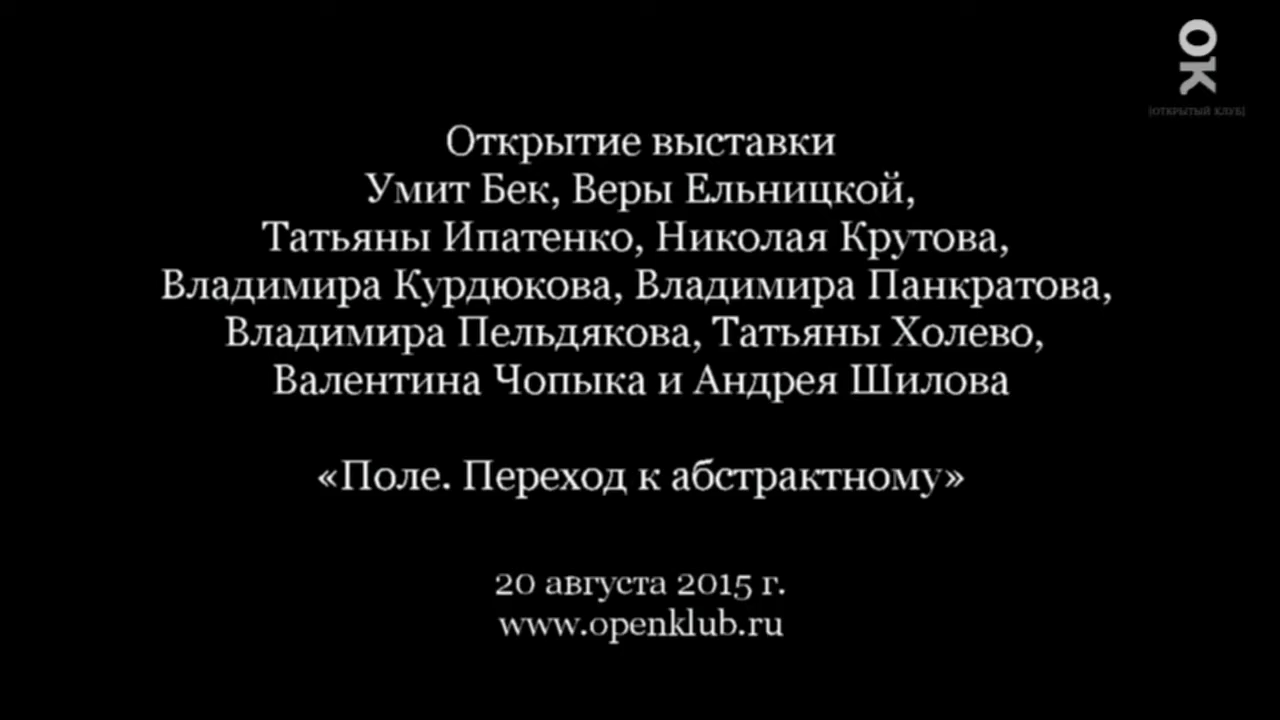 ОК
[ОТКРЫТЫЙ КЛУБ]
Открытие выставки
Умит Бек, Веры Ельницкой,
Татьяны Ипатенко, Николая Крутова,
Владимира Курдюкова, Владимира Панкратова,
Владимира Пельдякова, Татьяны Холево,
Валентина Чопыка и Андрея Шилова
«Поле. Переход к абстрактному»
20 августа 2015 г.
www.openklub.ru